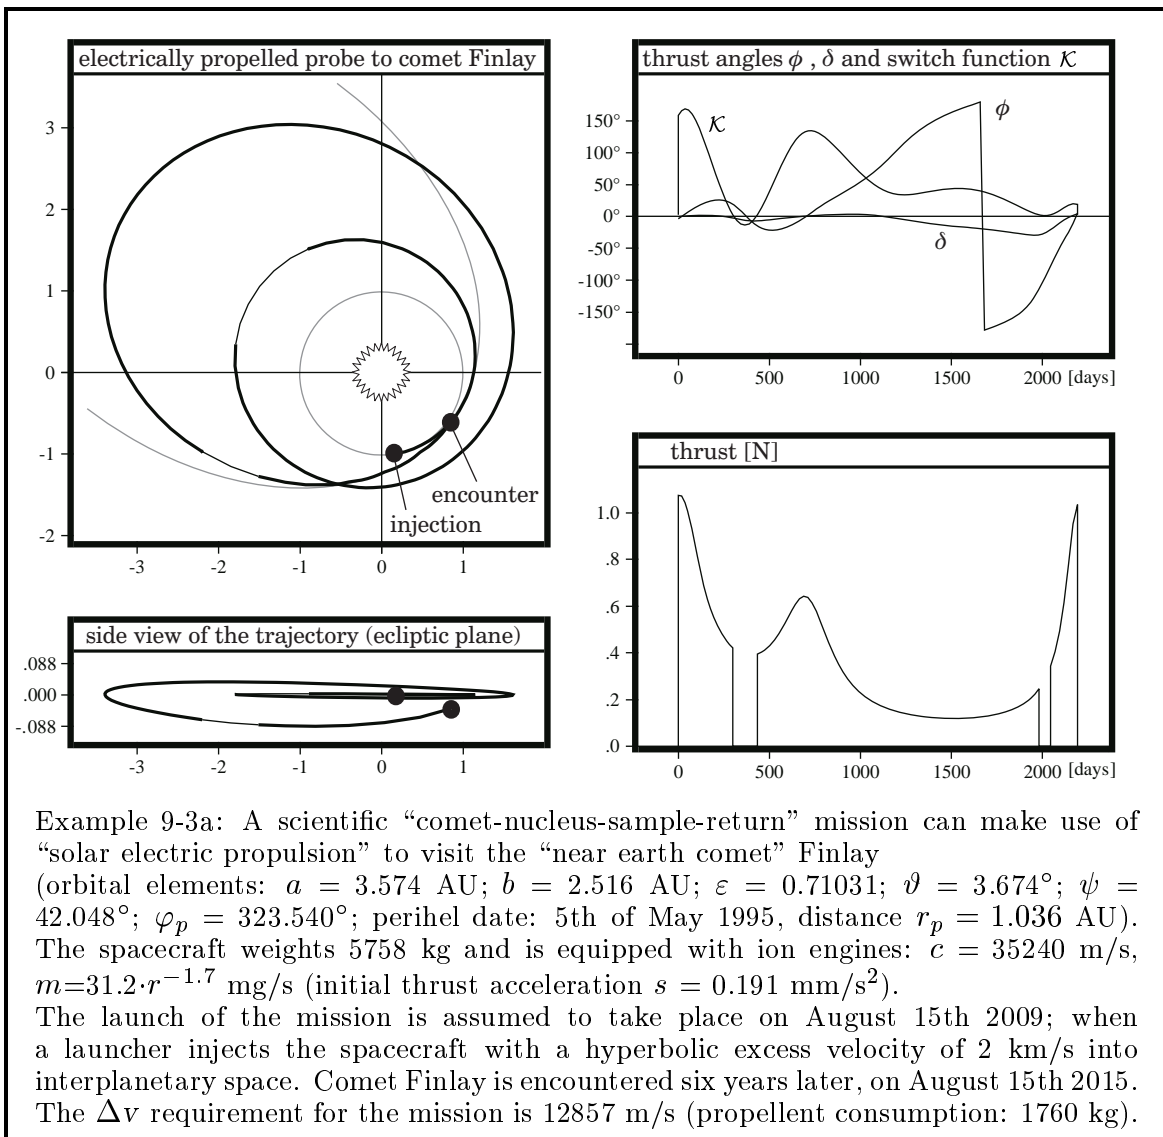 electrically propelled probe to comet Finlay
3
2
1
0
-1
-2
encounter
injection
-3 -2 -1 0 1
side view of the trajectory (ecliptic plane)
.088
.000
-.088
-3 -2 -1 0 1
thrust angles ϕ , δ and switch function 𝒦
150°
100°
50°
0°
-50°
-100°
-150°
𝒦
ϕ
δ
0 500 1000 1500 2000 [days]
thrust [N]
1.0
.8
.6
.4
.2
.0
0 500 1000 1500 2000 [days]
Example 9-3a: A scientific “comet-nucleus-sample-return” mission can make use of
“solar electric propulsion” to visit the “near earth comet” Finlay
(orbital elements: a = 3.574 AU; b = 2.516 AU; ε = 0.71031; ϑ = 3.674°; ψ =
42.048°; φp = 323.540°; perihel date: 5th of May 1995, distance rp = 1.036 AU).
The spacecraft weights 5758 kg and is equipped with ion engines: c = 35240 m/s,
m=31.2·r⁻¹·⁷ mg/s (initial thrust acceleration s = 0.191 mm/s²).
The launch of the mission is assumed to take place on August 15th 2009; when
a launcher injects the spacecraft with a hyperbolic excess velocity of 2 km/s into
interplanetary space. Comet Finlay is encountered six years later, on August 15th 2015.
The Δv requirement for the mission is 12857 m/s (propellent consumption: 1760 kg).